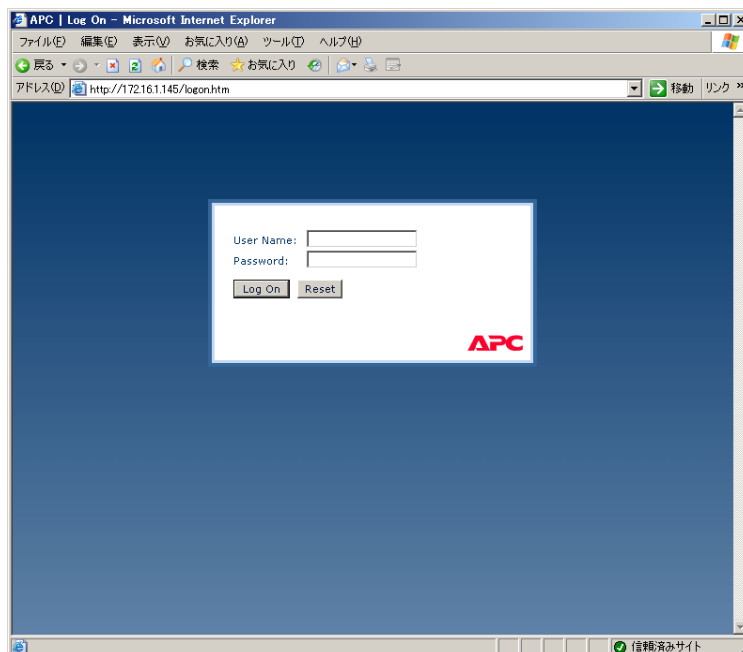 APC | Log On - Microsoft Internet Explorer
ファイル(F) 編集(E) 表示(V) お気に入り(A) ツール(T) ヘルプ(H)
戻る 検索 お気に入り
アドレス(D) http://172.16.1.145/logon.htm 移動 リンク »
User Name:
Password:
Log On Reset
APC
信頼済みサイト